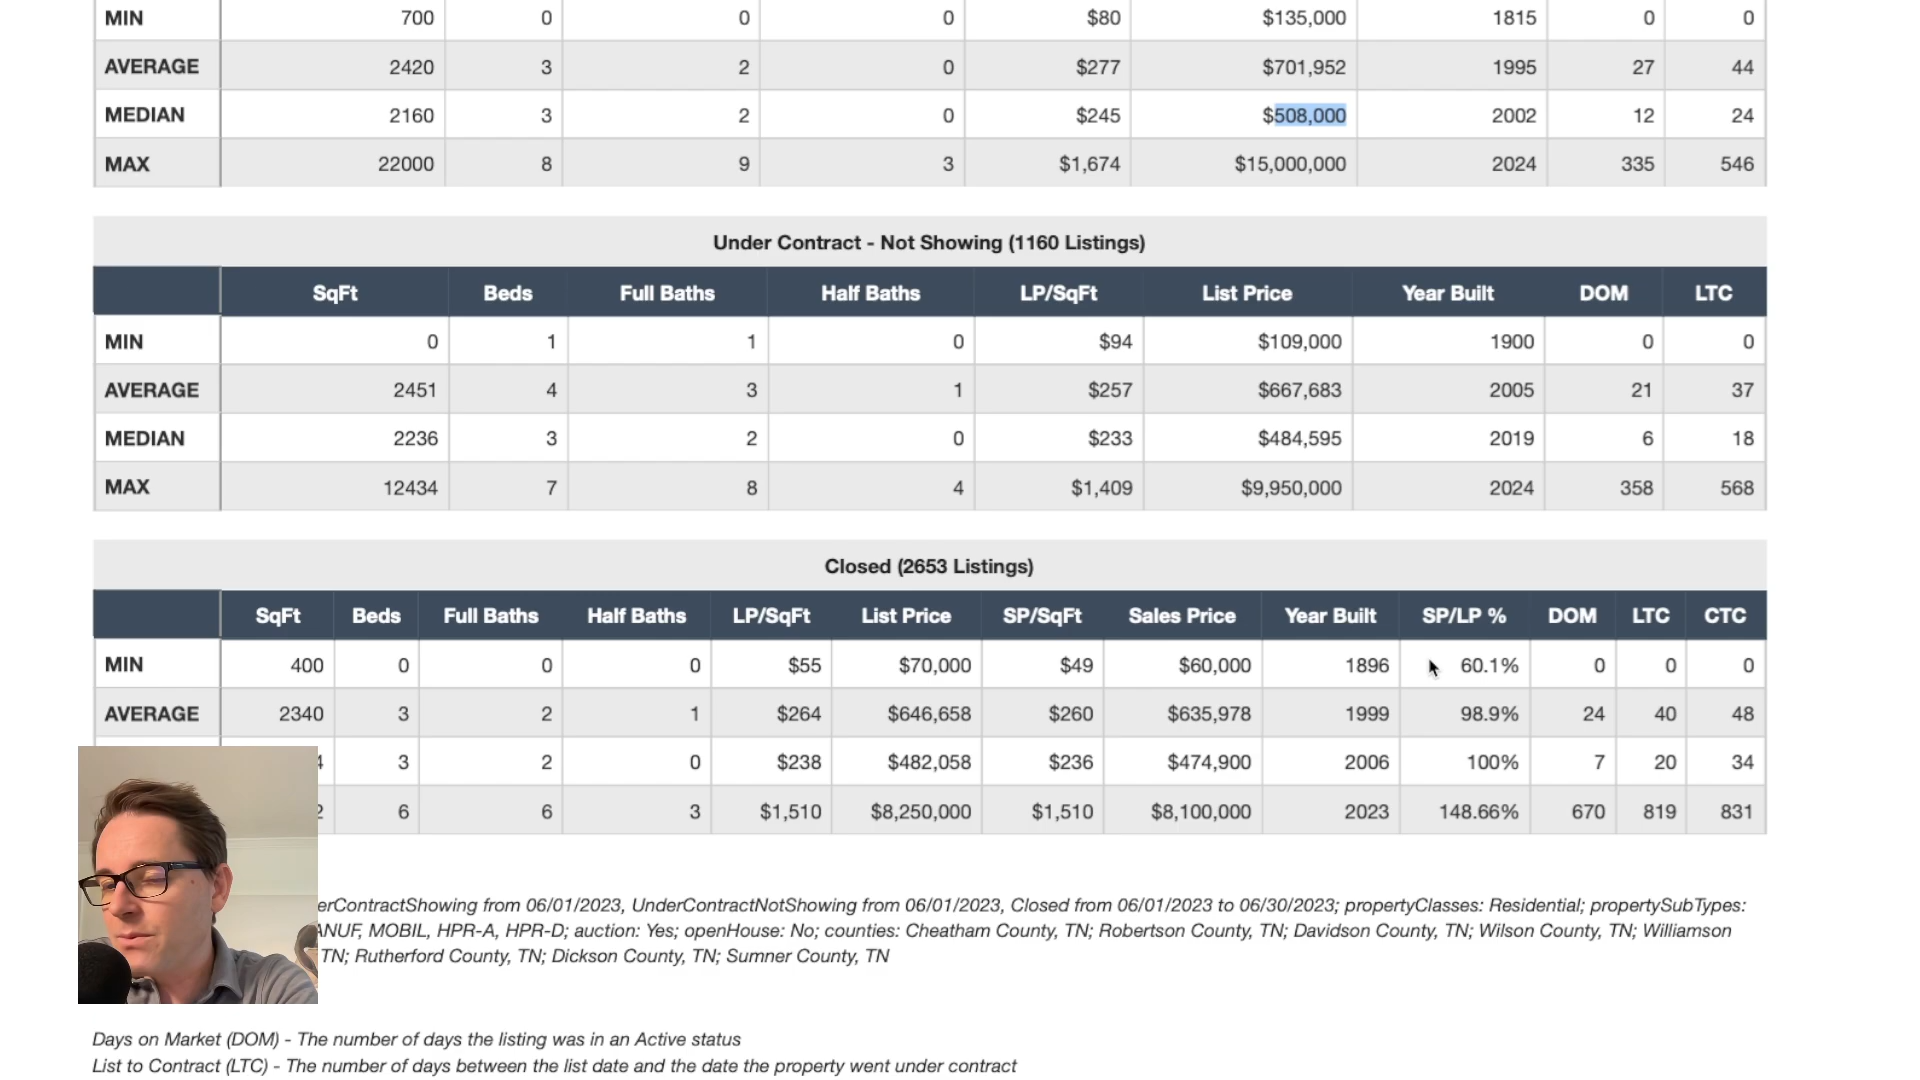 MIN 700 0 0 0 $80 $135,000 1815 0 0
AVERAGE 2420 3 2 0 $277 $701,952 1995 27 44
MEDIAN 2160 3 2 0 $245 $508,000 2002 12 24
MAX 22000 8 9 3 $1,674 $15,000,000 2024 335 546
Under Contract - Not Showing (1160 Listings)
SqFt Beds Full Baths Half Baths LP/SqFt List Price Year Built DOM LTC
MIN 0 1 1 0 $94 $109,000 1900 0 0
AVERAGE 2451 4 3 1 $257 $667,683 2005 21 37
MEDIAN 2236 3 2 0 $233 $484,595 2019 6 18
MAX 12434 7 8 4 $1,409 $9,950,000 2024 358 568
Closed (2653 Listings)
SqFt Beds Full Baths Half Baths LP/SqFt List Price SP/SqFt Sales Price Year Built SP/LP % DOM LTC CTC
MIN 400 0 0 0 $55 $70,000 $49 $60,000 1896 60.1% 0 0 0
AVERAGE 2340 3 2 1 $264 $646,658 $260 $635,978 1999 98.9% 24 40 48
3 2 0 $238 $482,058 $236 $474,900 2006 100% 7 20 34
6 6 3 $1,510 $8,250,000 $1,510 $8,100,000 2023 148.66% 670 819 831
erContractShowing from 06/01/2023, UnderContractNotShowing from 06/01/2023, Closed from 06/01/2023 to 06/30/2023; propertyClasses: Residential; propertySubTypes:
ANUF, MOBIL, HPR-A, HPR-D; auction: Yes; openHouse: No; counties: Cheatham County, TN; Robertson County, TN; Davidson County, TN; Wilson County, TN; Williamson
TN; Rutherford County, TN; Dickson County, TN; Sumner County, TN
Days on Market (DOM) - The number of days the listing was in an Active status
List to Contract (LTC) - The number of days between the list date and the date the property went under contract